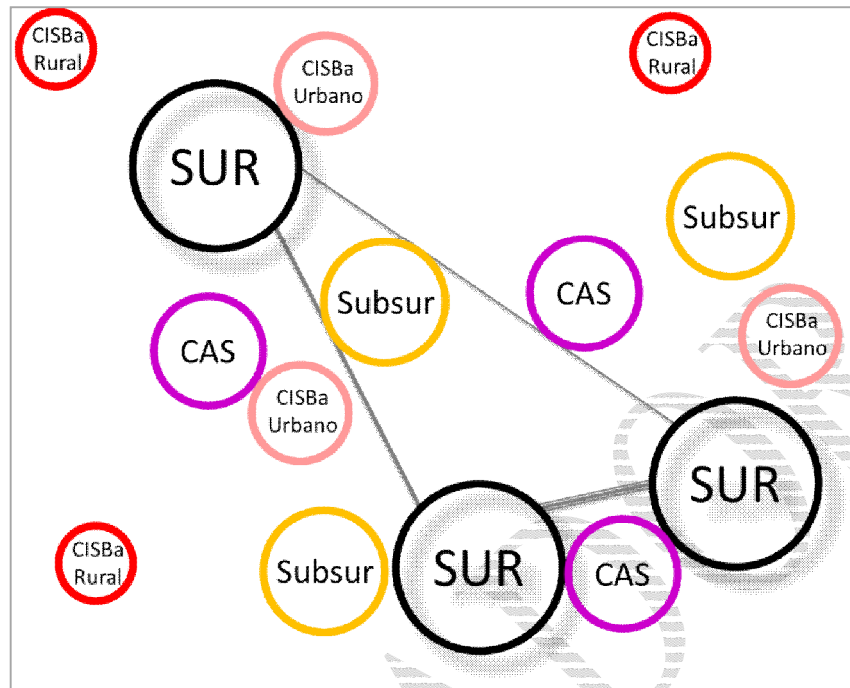 CISBa
Rural
CISBa
Rural
CISBa
Urbano
SUR
Subsur
Subsur
CAS
CAS
CISBa
Urbano
CISBa
Urbano
SUR
CISBa
Rural
Subsur
SUR
CAS